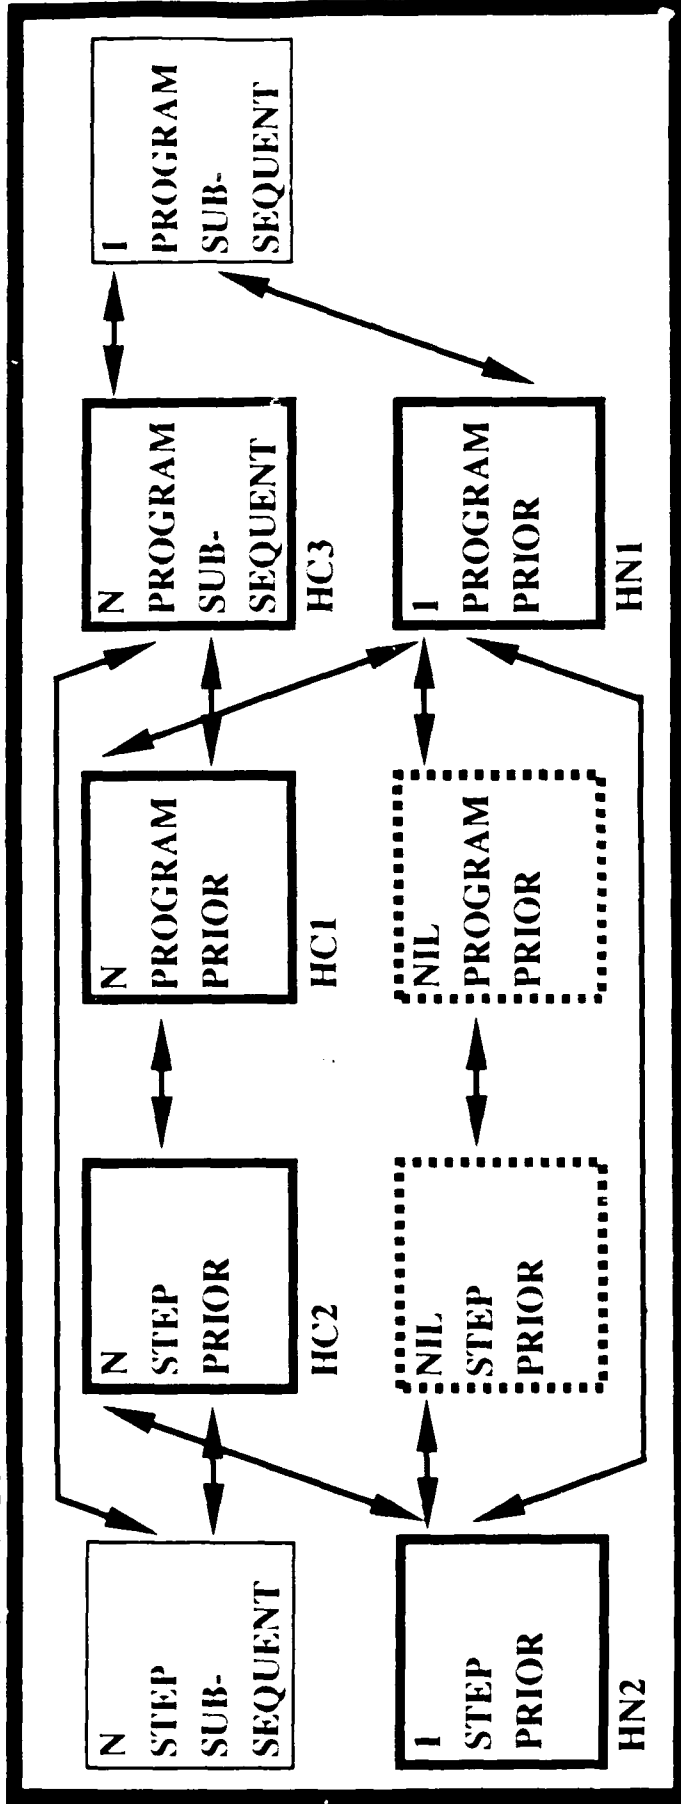 N
STEP
SUB-
SEQUENT
N
STEP
PRIOR
HC2
N
PROGRAM
PRIOR
HC1
N
PROGRAM
SUB-
SEQUENT
HC3
1
PROGRAM
SUB-
SEQUENT
1
STEP
PRIOR
HN2
NIL
STEP
PRIOR
NIL
PROGRAM
PRIOR
1
PROGRAM
PRIOR
HN1